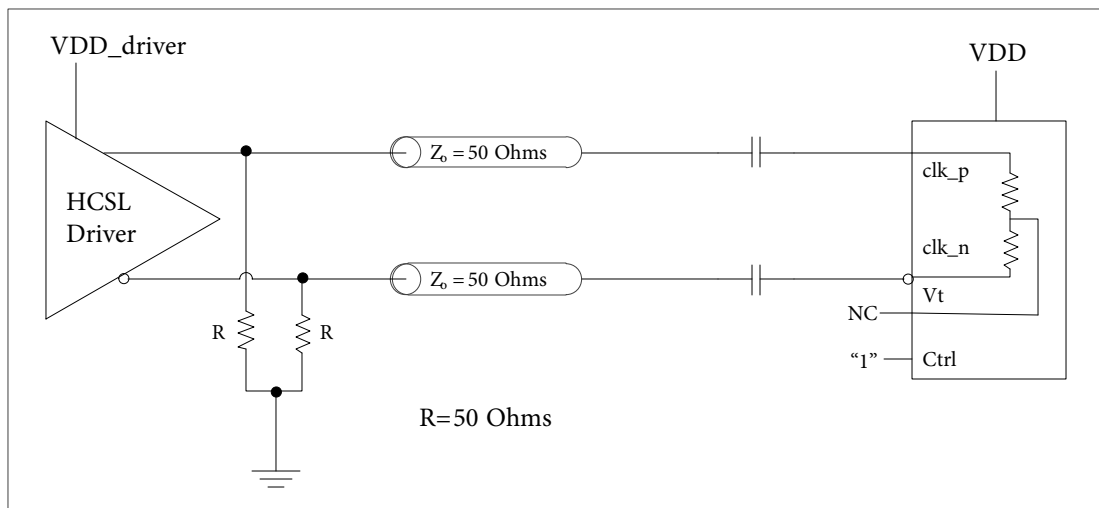 VDD_driver
VDD
HCSL
Driver
Zo = 50 Ohms
clk_p
clk_n
Zo = 50 Ohms
Vt
NC
R
R
"1"
Ctrl
R=50 Ohms